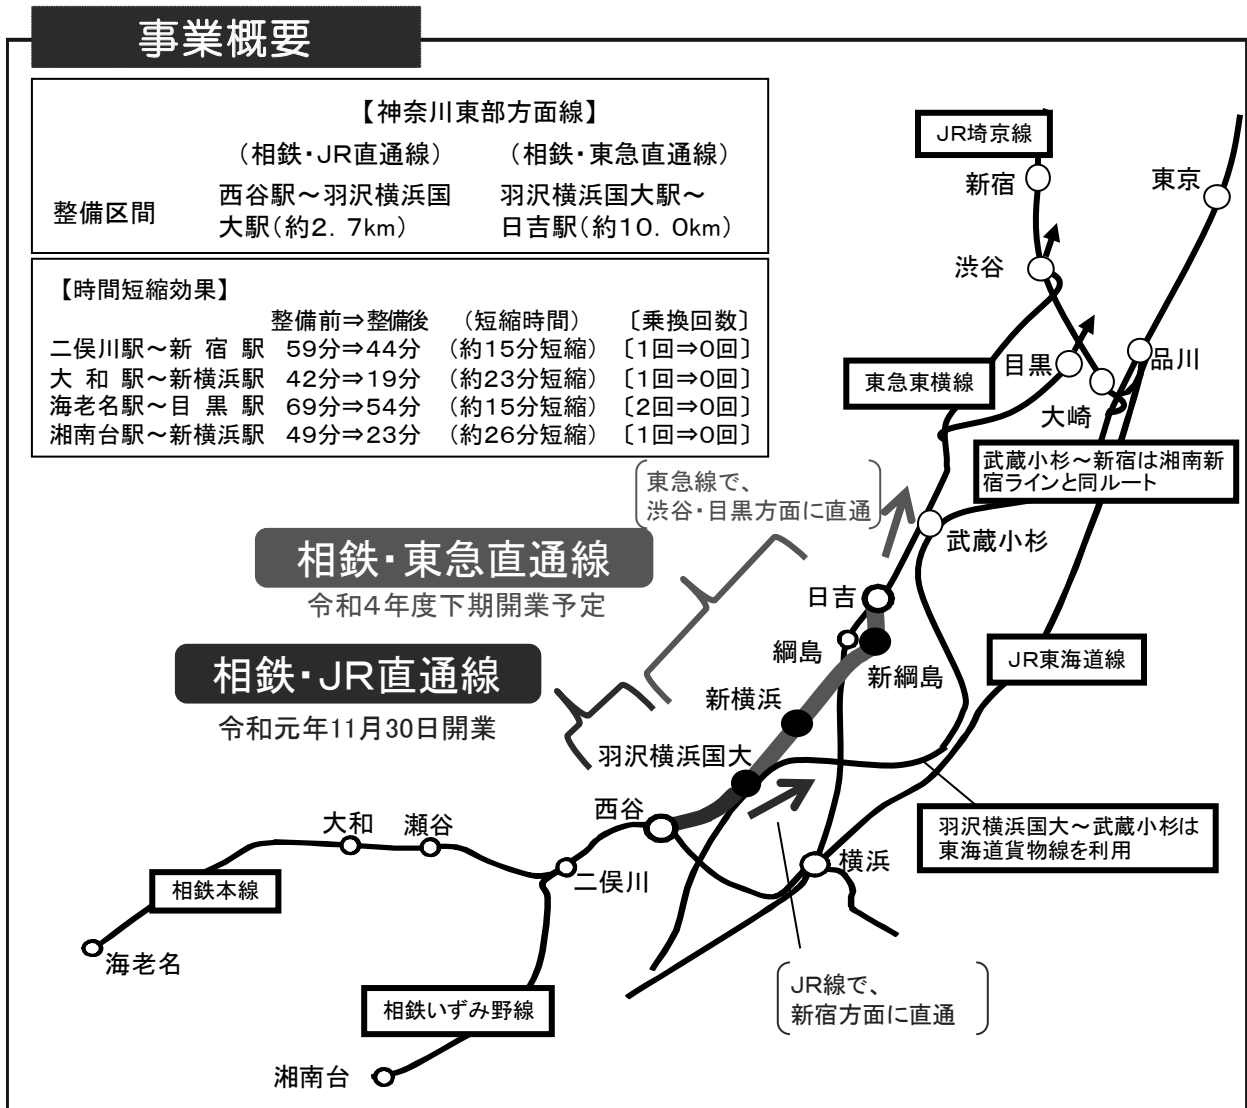 事業概要
【神奈川東部方面線】
(相鉄・JR直通線) (相鉄・東急直通線)
整備区間
西谷駅～羽沢横浜国
大駅(約2．7km)
羽沢横浜国大駅～
日吉駅(約10．0km)
【時間短縮効果】
整備前⇒整備後 (短縮時間) 〔乗換回数〕
二俣川駅～新宿駅 59分⇒44分 (約15分短縮) 〔1回⇒0回〕
大和駅～新横浜駅 42分⇒19分 (約23分短縮) 〔1回⇒0回〕
海老名駅～目黒駅 69分⇒54分 (約15分短縮) 〔2回⇒0回〕
湘南台駅～新横浜駅 49分⇒23分 (約26分短縮) 〔1回⇒0回〕
JR埼京線
新宿
東京
渋谷
目黒
品川
東急東横線
大崎
武蔵小杉～新宿は湘南新
宿ラインと同ルート
東急線で、
渋谷・目黒方面に直通
武蔵小杉
相鉄・東急直通線
令和4年度下期開業予定
日吉
綱島
新綱島
JR東海道線
相鉄・JR直通線
令和元年11月30日開業
新横浜
羽沢横浜国大
西谷
大和
瀬谷
二俣川
横浜
羽沢横浜国大～武蔵小杉は
東海道貨物線を利用
相鉄本線
海老名
JR線で、
新宿方面に直通
相鉄いずみ野線
湘南台